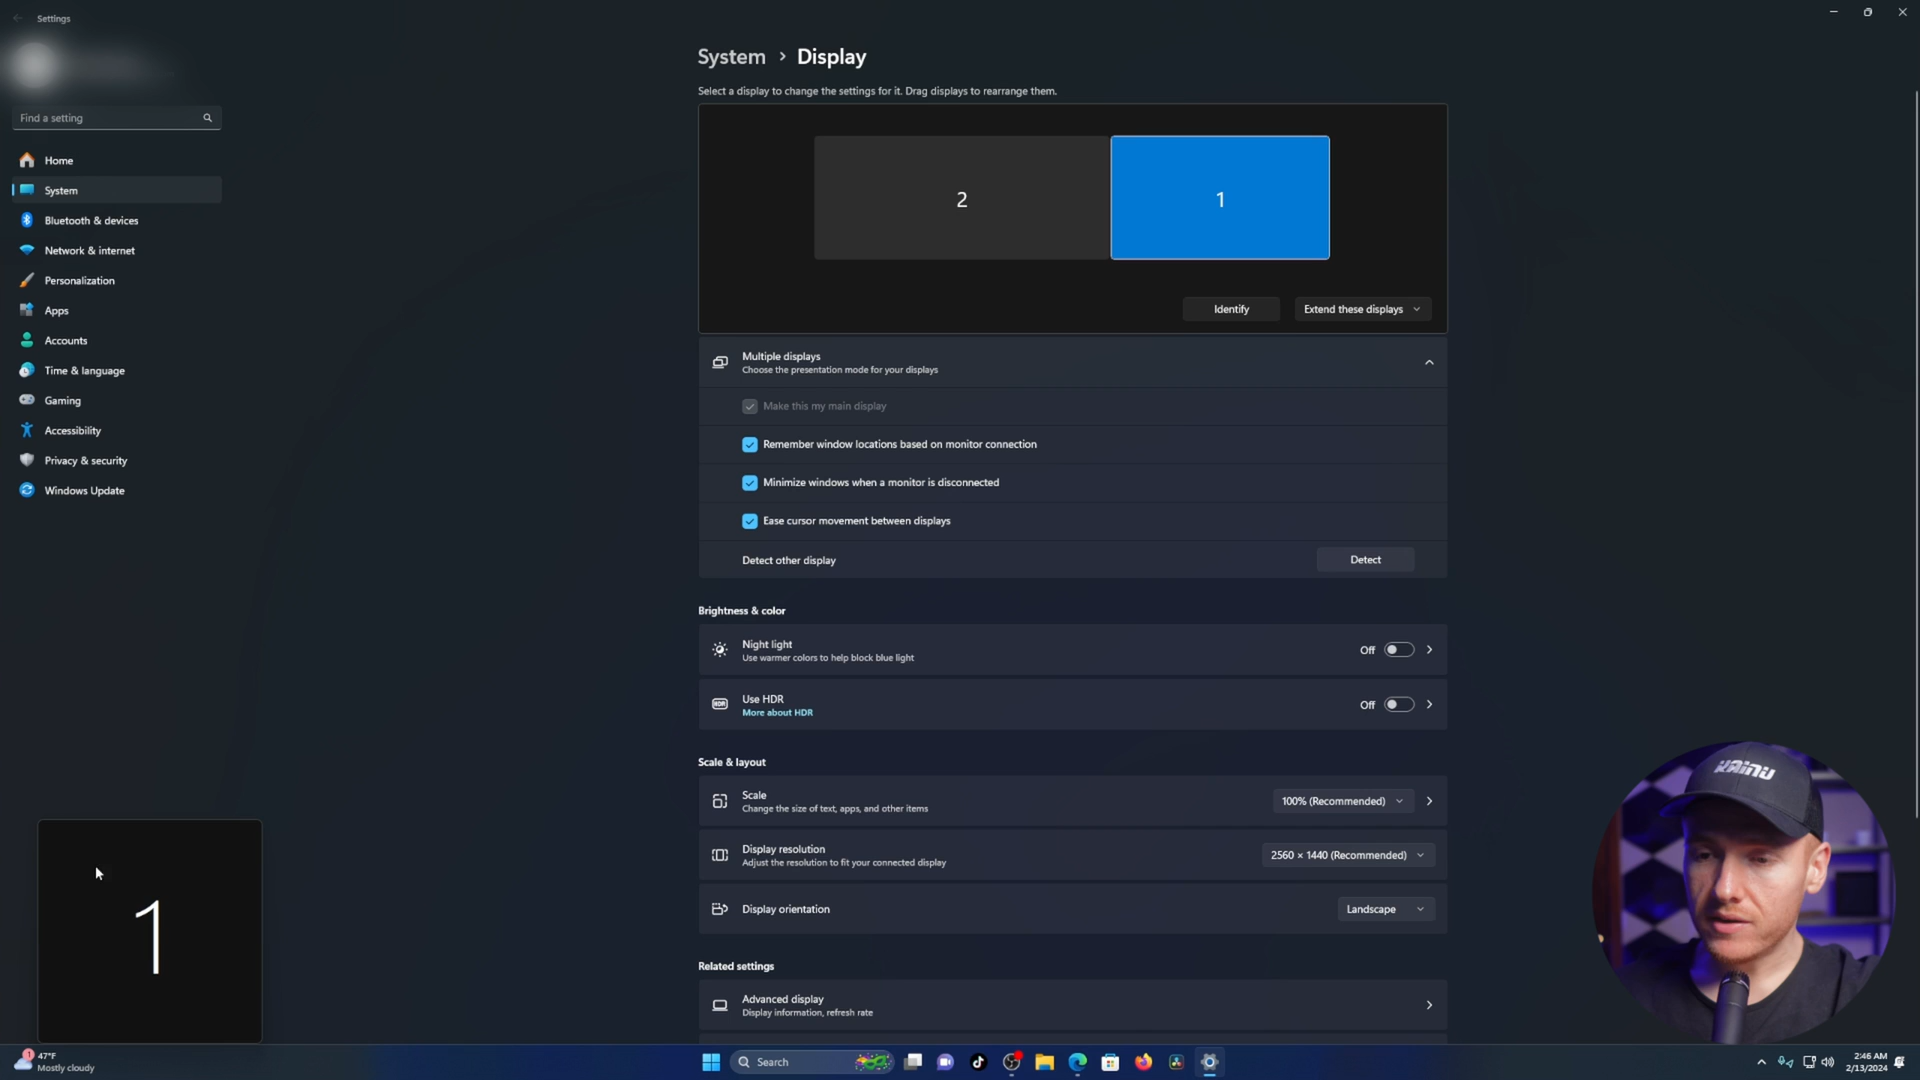 Settings
Find a setting
Home
System
Bluetooth & devices
Network & internet
Personalization
Apps
Accounts
Time & language
Gaming
Accessibility
Privacy & security
Windows Update
System › Display
Select a display to change the settings for it. Drag displays to rearrange them.
2
1
Identify
Extend these displays
Multiple displays
Choose the presentation mode for your displays
Make this my main display
Remember window locations based on monitor connection
Minimize windows when a monitor is disconnected
Ease cursor movement between displays
Detect other display
Detect
Brightness & color
Night light
Use warmer colors to help block blue light
Off
Use HDR
More about HDR
Off
Scale & layout
Scale
Change the size of text, apps, and other items
100% (Recommended)
Display resolution
Adjust the resolution to fit your connected display
2560 × 1440 (Recommended)
Display orientation
Landscape
Related settings
Advanced display
Display information, refresh rate
1
KAINU
1
47°F
Mostly cloudy
Search
2:46 AM
2/13/2024